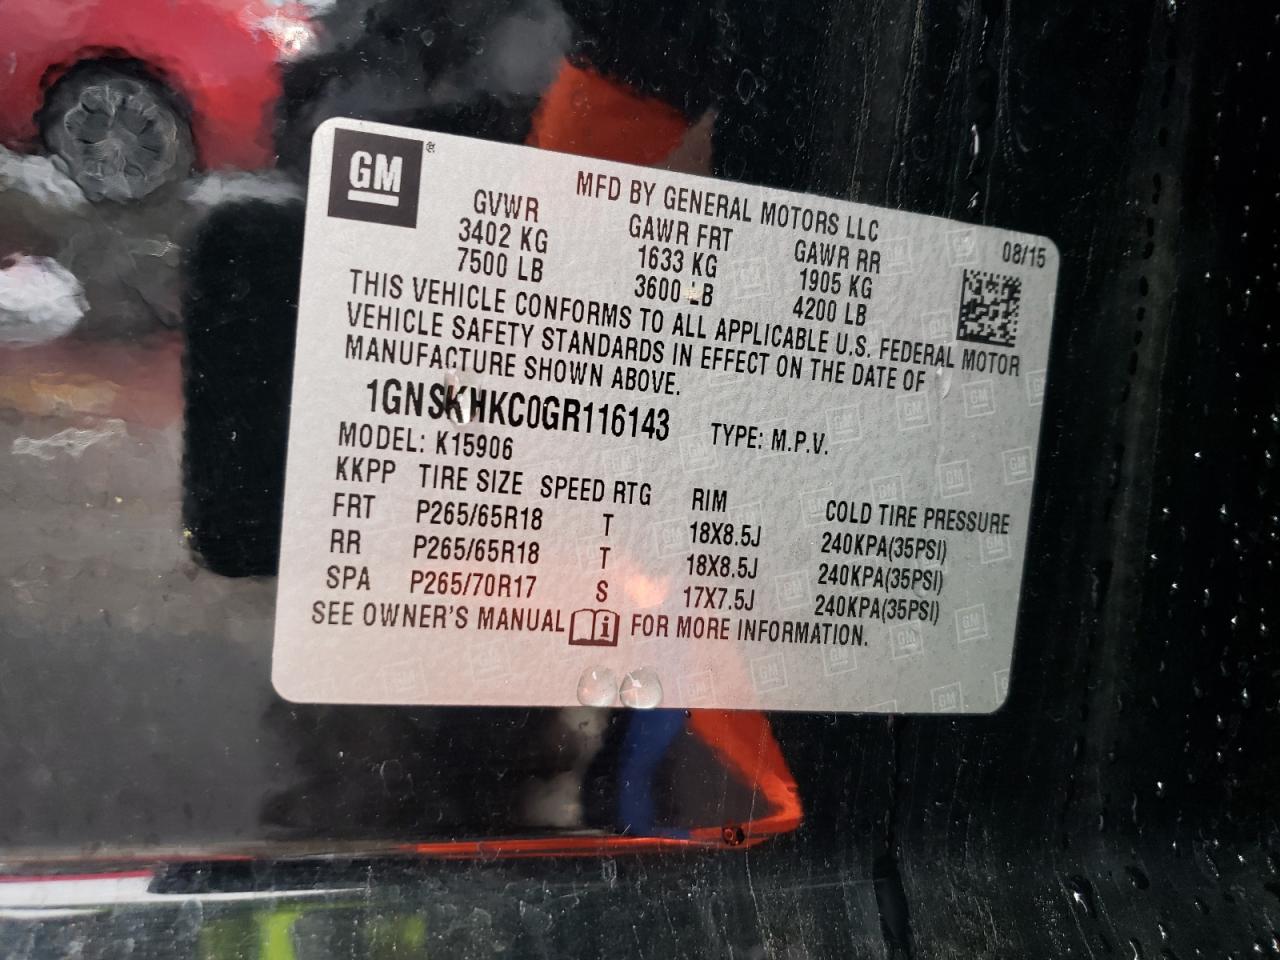 GM®
MFD BY GENERAL MOTORS LLC
08/15
GVWR GAWR FRT GAWR RR
3402 KG 1633 KG 1905 KG
7500 LB 3600 LB 4200 LB
THIS VEHICLE CONFORMS TO ALL APPLICABLE U.S. FEDERAL MOTOR
VEHICLE SAFETY STANDARDS IN EFFECT ON THE DATE OF
MANUFACTURE SHOWN ABOVE.
1GNSKHKC0GR116143 TYPE: M.P.V.
MODEL: K15906
KKPP TIRE SIZE SPEED RTG RIM COLD TIRE PRESSURE
FRT P265/65R18 T 18X8.5J 240KPA(35PSI)
RR P265/65R18 T 18X8.5J 240KPA(35PSI)
SPA P265/70R17 S 17X7.5J 240KPA(35PSI)
SEE OWNER'S MANUAL i FOR MORE INFORMATION.